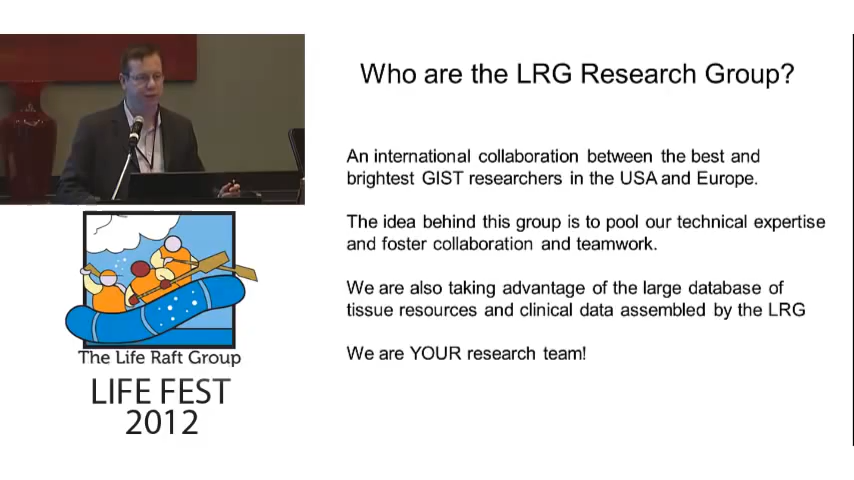 Who are the LRG Research Group?
An international collaboration between the best and
brightest GIST researchers in the USA and Europe.
The idea behind this group is to pool our technical expertise
and foster collaboration and teamwork.
We are also taking advantage of the large database of
tissue resources and clinical data assembled by the LRG
We are YOUR research team!
The Life Raft Group
LIFE FEST
2012